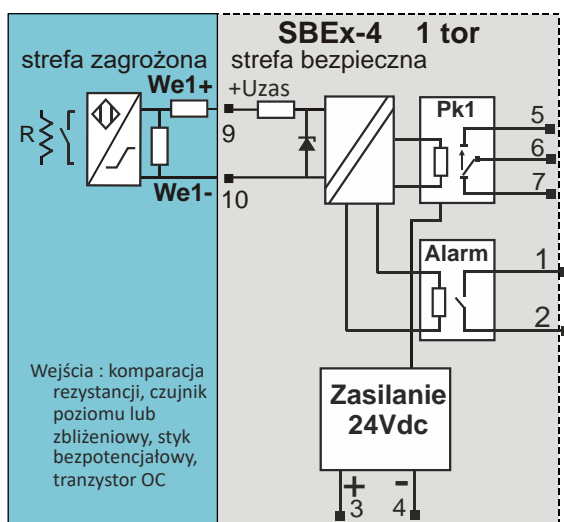 SBEx-4 1 tor
strefa zagrożona
strefa bezpieczna
We1+
+Uzas
R
9
We1-
10
Pk1
5
6
7
Alarm
1
2
Wejścia : komparacja
rezystancji, czujnik
poziomu lub
zbliżeniowy, styk
bezpotencjałowy,
tranzystor OC
Zasilanie
24Vdc
+ -
3 4